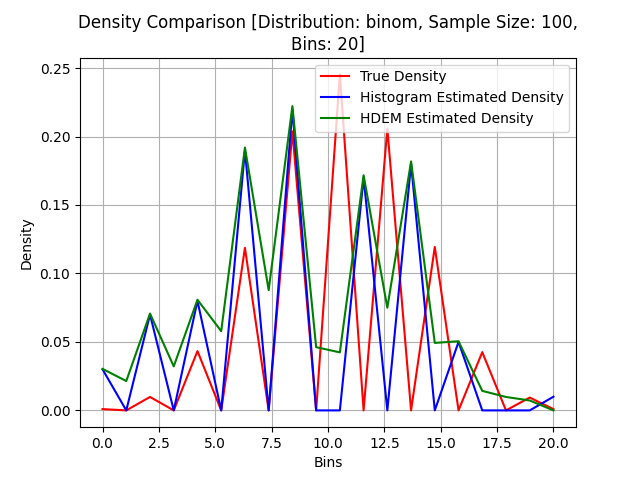 Density Comparison [Distribution: binom, Sample Size: 100,
Bins: 20]
True Density
Histogram Estimated Density
HDEM Estimated Density
0.25
0.20
0.15
0.10
0.05
0.00
Density
0.0 2.5 5.0 7.5 10.0 12.5 15.0 17.5 20.0
Bins